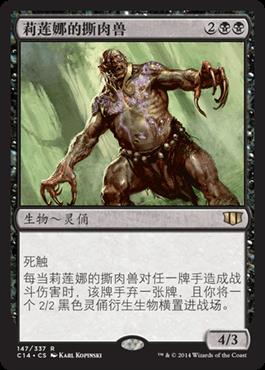 莉莲娜的撕肉兽 2
生物～灵俑
死触
每当莉莲娜的撕肉兽对任一牌手造成战
斗伤害时，该牌手弃一张牌，且你将一
个 2/2 黑色灵俑衍生生物横置进战场。
4/3
147/337 R
C14 • CS KARL KOPINSKI ™ & © 2014 Wizards of the Coast